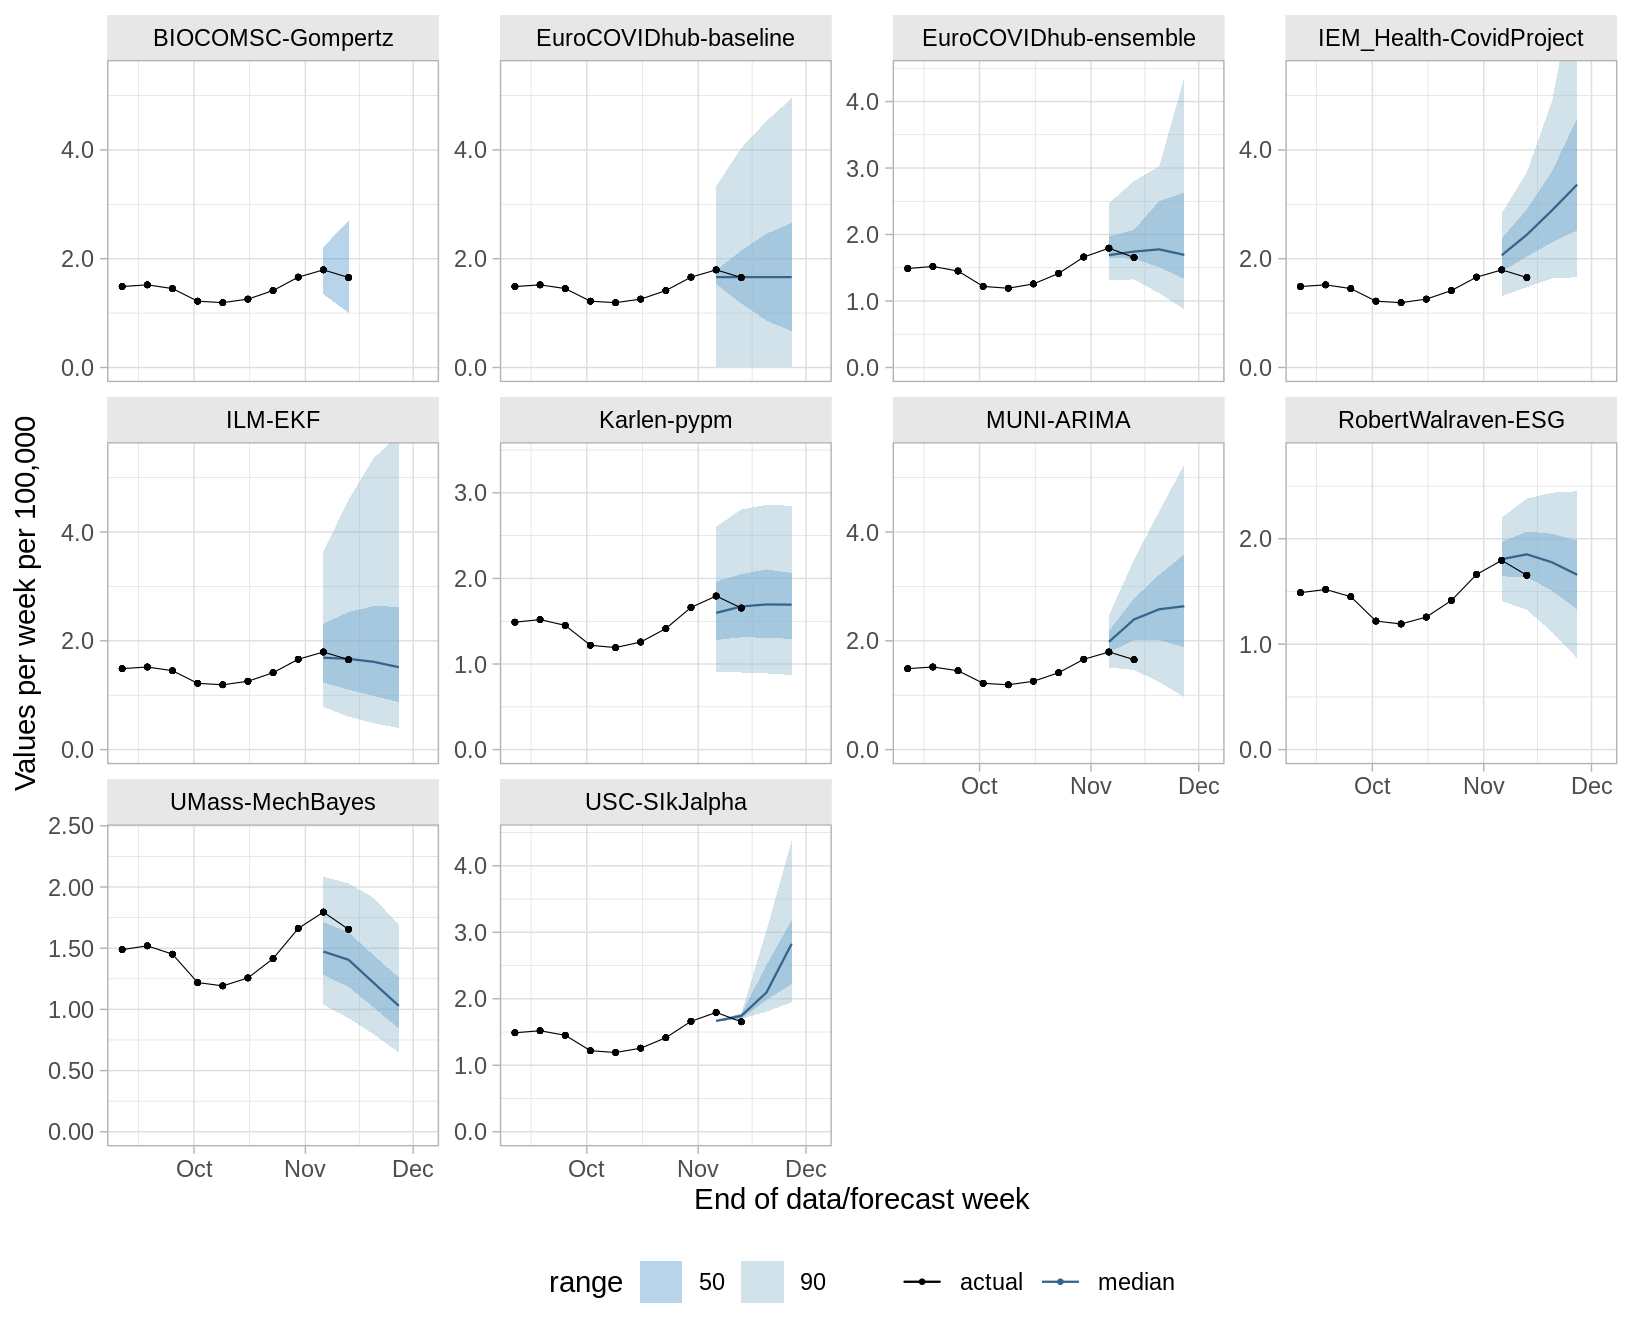 BIOCOMSC-Gompertz
EuroCOVIDhub-baseline
EuroCOVIDhub-ensemble
IEM_Health-CovidProject
4.0
2.0
0.0
4.0
2.0
0.0
4.0
3.0
2.0
1.0
0.0
4.0
2.0
0.0
ILM-EKF
Karlen-pypm
MUNI-ARIMA
RobertWalraven-ESG
4.0
2.0
0.0
3.0
2.0
1.0
0.0
4.0
2.0
0.0
2.0
1.0
0.0
Oct Nov Dec
Oct Nov Dec
UMass-MechBayes
USC-SIkJalpha
2.50
2.00
1.50
1.00
0.50
0.00
4.0
3.0
2.0
1.0
0.0
Oct Nov Dec
Oct Nov Dec
Values per week per 100,000
End of data/forecast week
range 50 90 actual median